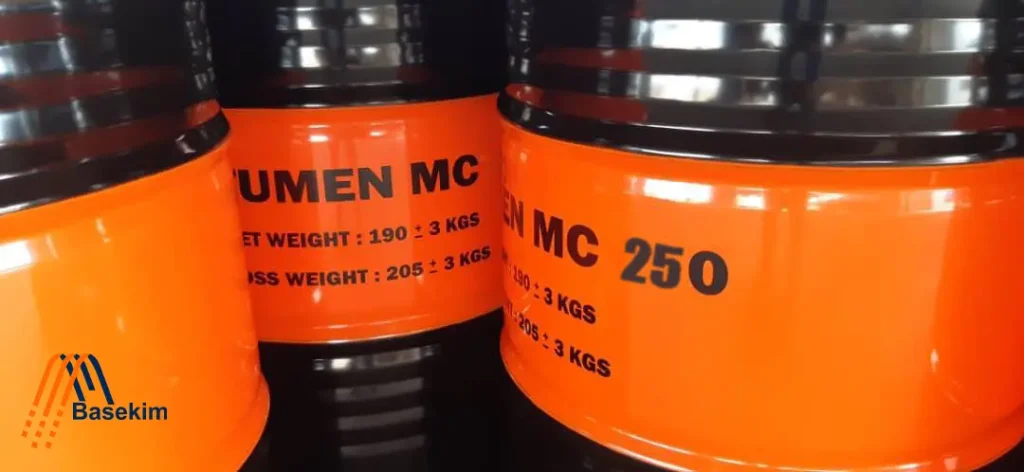 TUMEN MC
ET WEIGHT : 190 ± 3 KGS
OSS WEIGHT : 205 ± 3 KGS
EN MC 250
: 190 ± 3 KGS
: 205 ± 3 KGS
Basekim